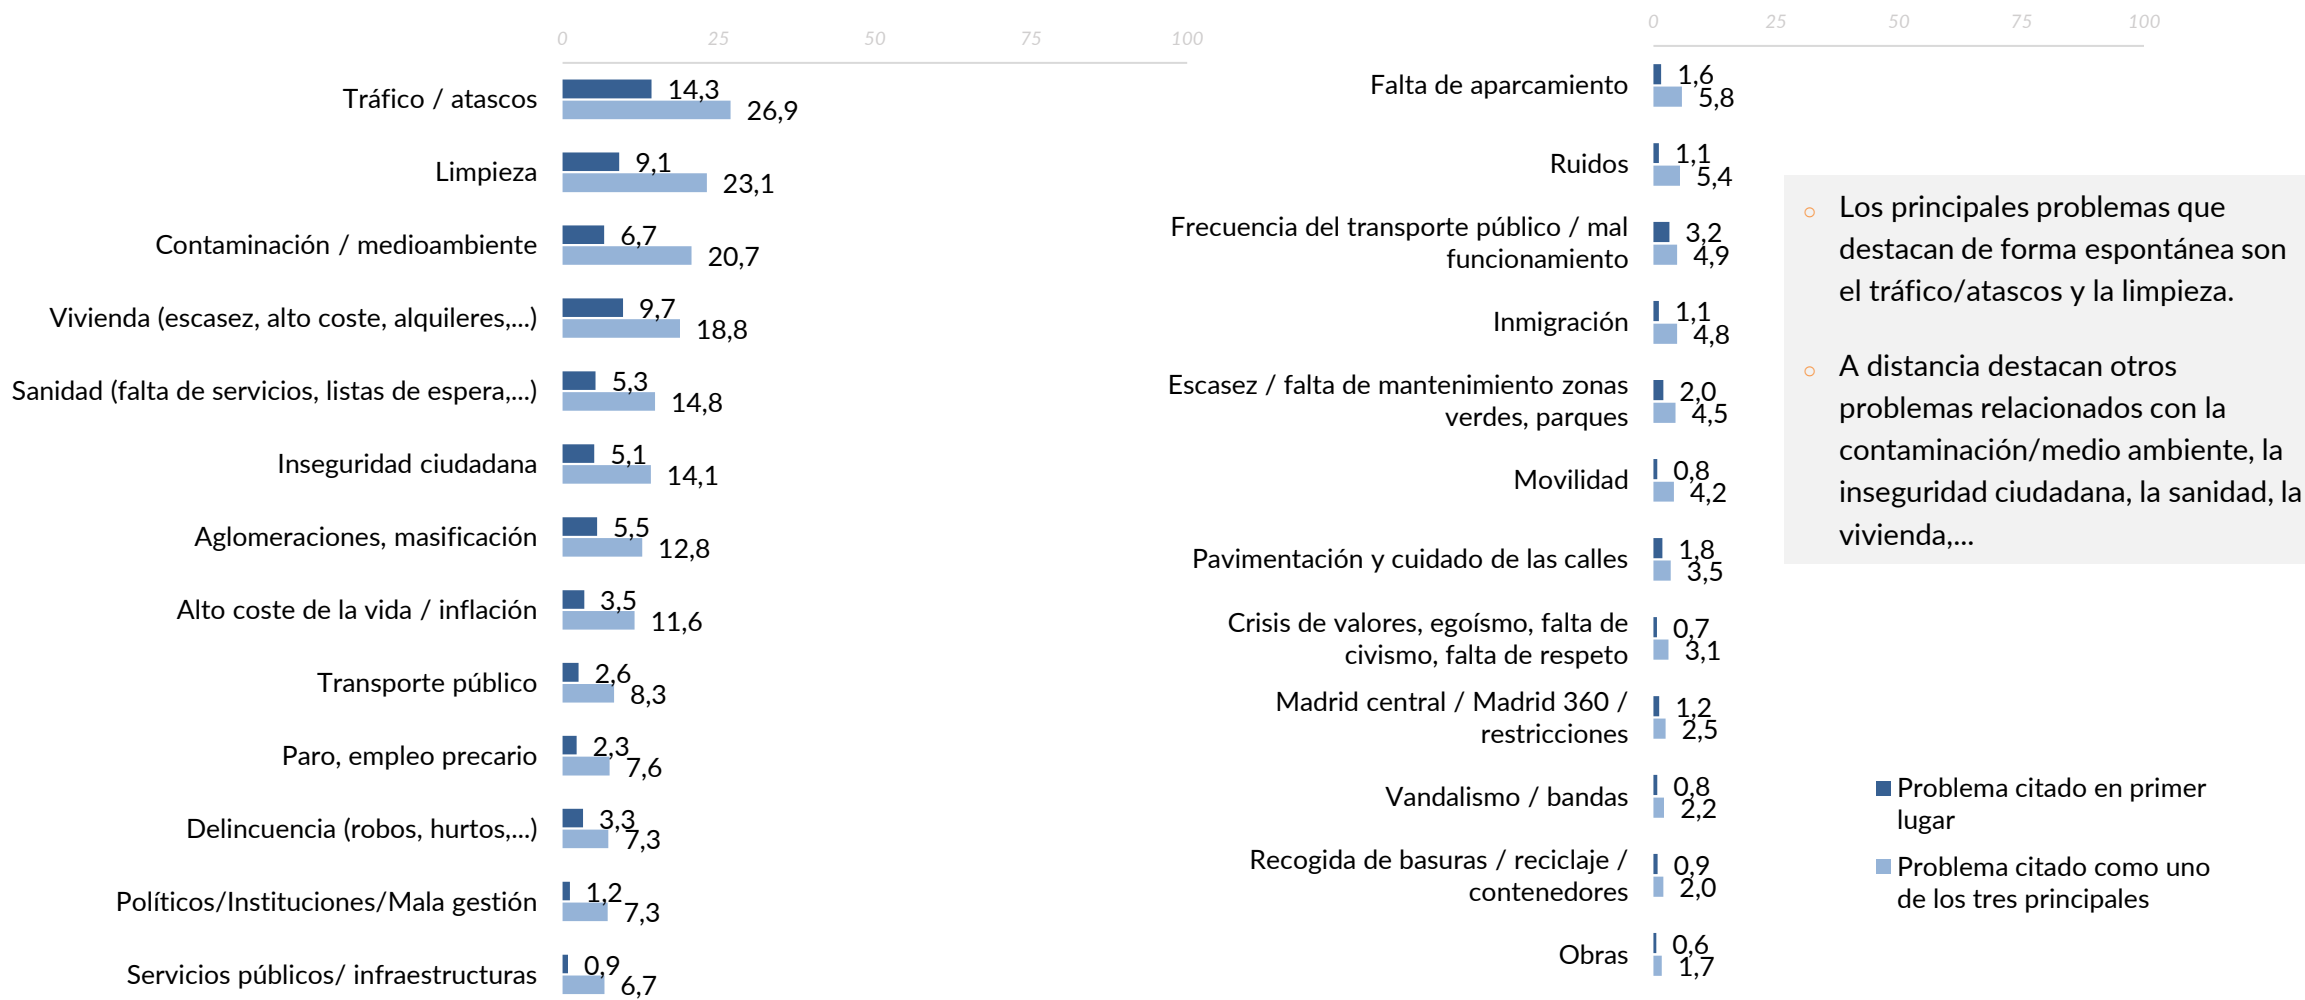 0 25 50 75 100
Tráfico / atascos 14,3 26,9
Limpieza 9,1 23,1
Contaminación / medioambiente 6,7 20,7
Vivienda (escasez, alto coste, alquileres,...) 9,7 18,8
Sanidad (falta de servicios, listas de espera,...) 5,3 14,8
Inseguridad ciudadana 5,1 14,1
Aglomeraciones, masificación 5,5 12,8
Alto coste de la vida / inflación 3,5 11,6
Transporte público 2,6 8,3
Paro, empleo precario 2,3 7,6
Delincuencia (robos, hurtos,...) 3,3 7,3
Políticos/Instituciones/Mala gestión 1,2 7,3
Servicios públicos/ infraestructuras 0,9 6,7
0 25 50 75 100
Falta de aparcamiento 1,6 5,8
Ruidos 1,1 5,4
Frecuencia del transporte público / mal
funcionamiento 3,2 4,9
Inmigración 1,1 4,8
Escasez / falta de mantenimiento zonas
verdes, parques 2,0 4,5
Movilidad 0,8 4,2
Pavimentación y cuidado de las calles 1,8 3,5
Crisis de valores, egoísmo, falta de
civismo, falta de respeto 0,7 3,1
Madrid central / Madrid 360 /
restricciones 1,2 2,5
Vandalismo / bandas 0,8 2,2
Recogida de basuras / reciclaje /
contenedores 0,9 2,0
Obras 0,6 1,7
Los principales problemas que
destacan de forma espontánea son
el tráfico/atascos y la limpieza.
A distancia destacan otros
problemas relacionados con la
contaminación/medio ambiente, la
inseguridad ciudadana, la sanidad, la
vivienda,...
Problema citado en primer
lugar
Problema citado como uno
de los tres principales